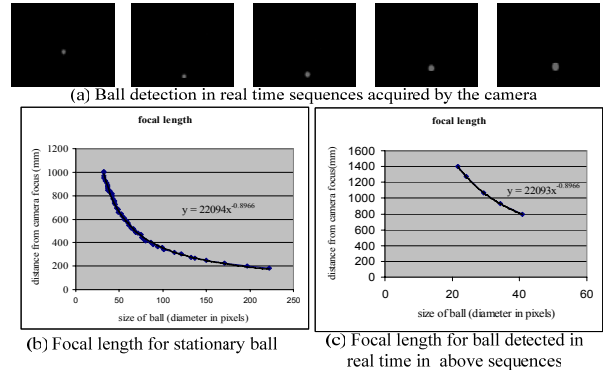 (a) Ball detection in real time sequences acquired by the camera
focal length
distance from camera focus (mm)
1200
1000
800
600
400
200
0
y = 22094x^-0.8966
0 50 100 150 200 250
size of ball (diameter in pixels)
(b) Focal length for stationary ball
focal length
distance from camera focus(mm)
1600
1400
1200
1000
800
600
400
200
0
y = 22093x^-0.8966
0 20 40 60
size of ball (diameter in pixels)
(c) Focal length for ball detected in
real time in above sequences